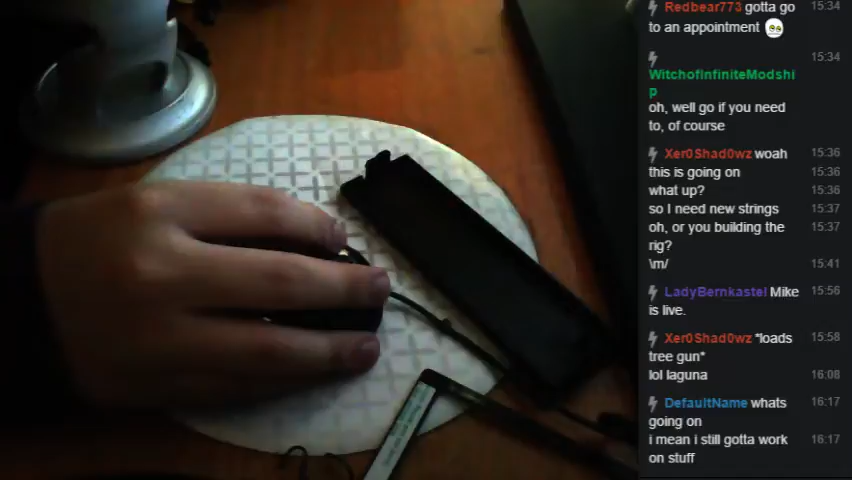 Redbear773 gotta go 15:34
to an appointment
15:34
WitchofInfiniteModshi
p
oh, well go if you need
to, of course
Xer0Shad0wz woah 15:36
this is going on 15:36
what up? 15:36
so I need new strings 15:37
oh, or you building the 15:37
rig?
\m/ 15:41
LadyBernkastel Mike 15:56
is live.
Xer0Shad0wz *loads 15:58
tree gun*
lol laguna 16:08
DefaultName whats 16:17
going on
i mean i still gotta work 16:17
on stuff